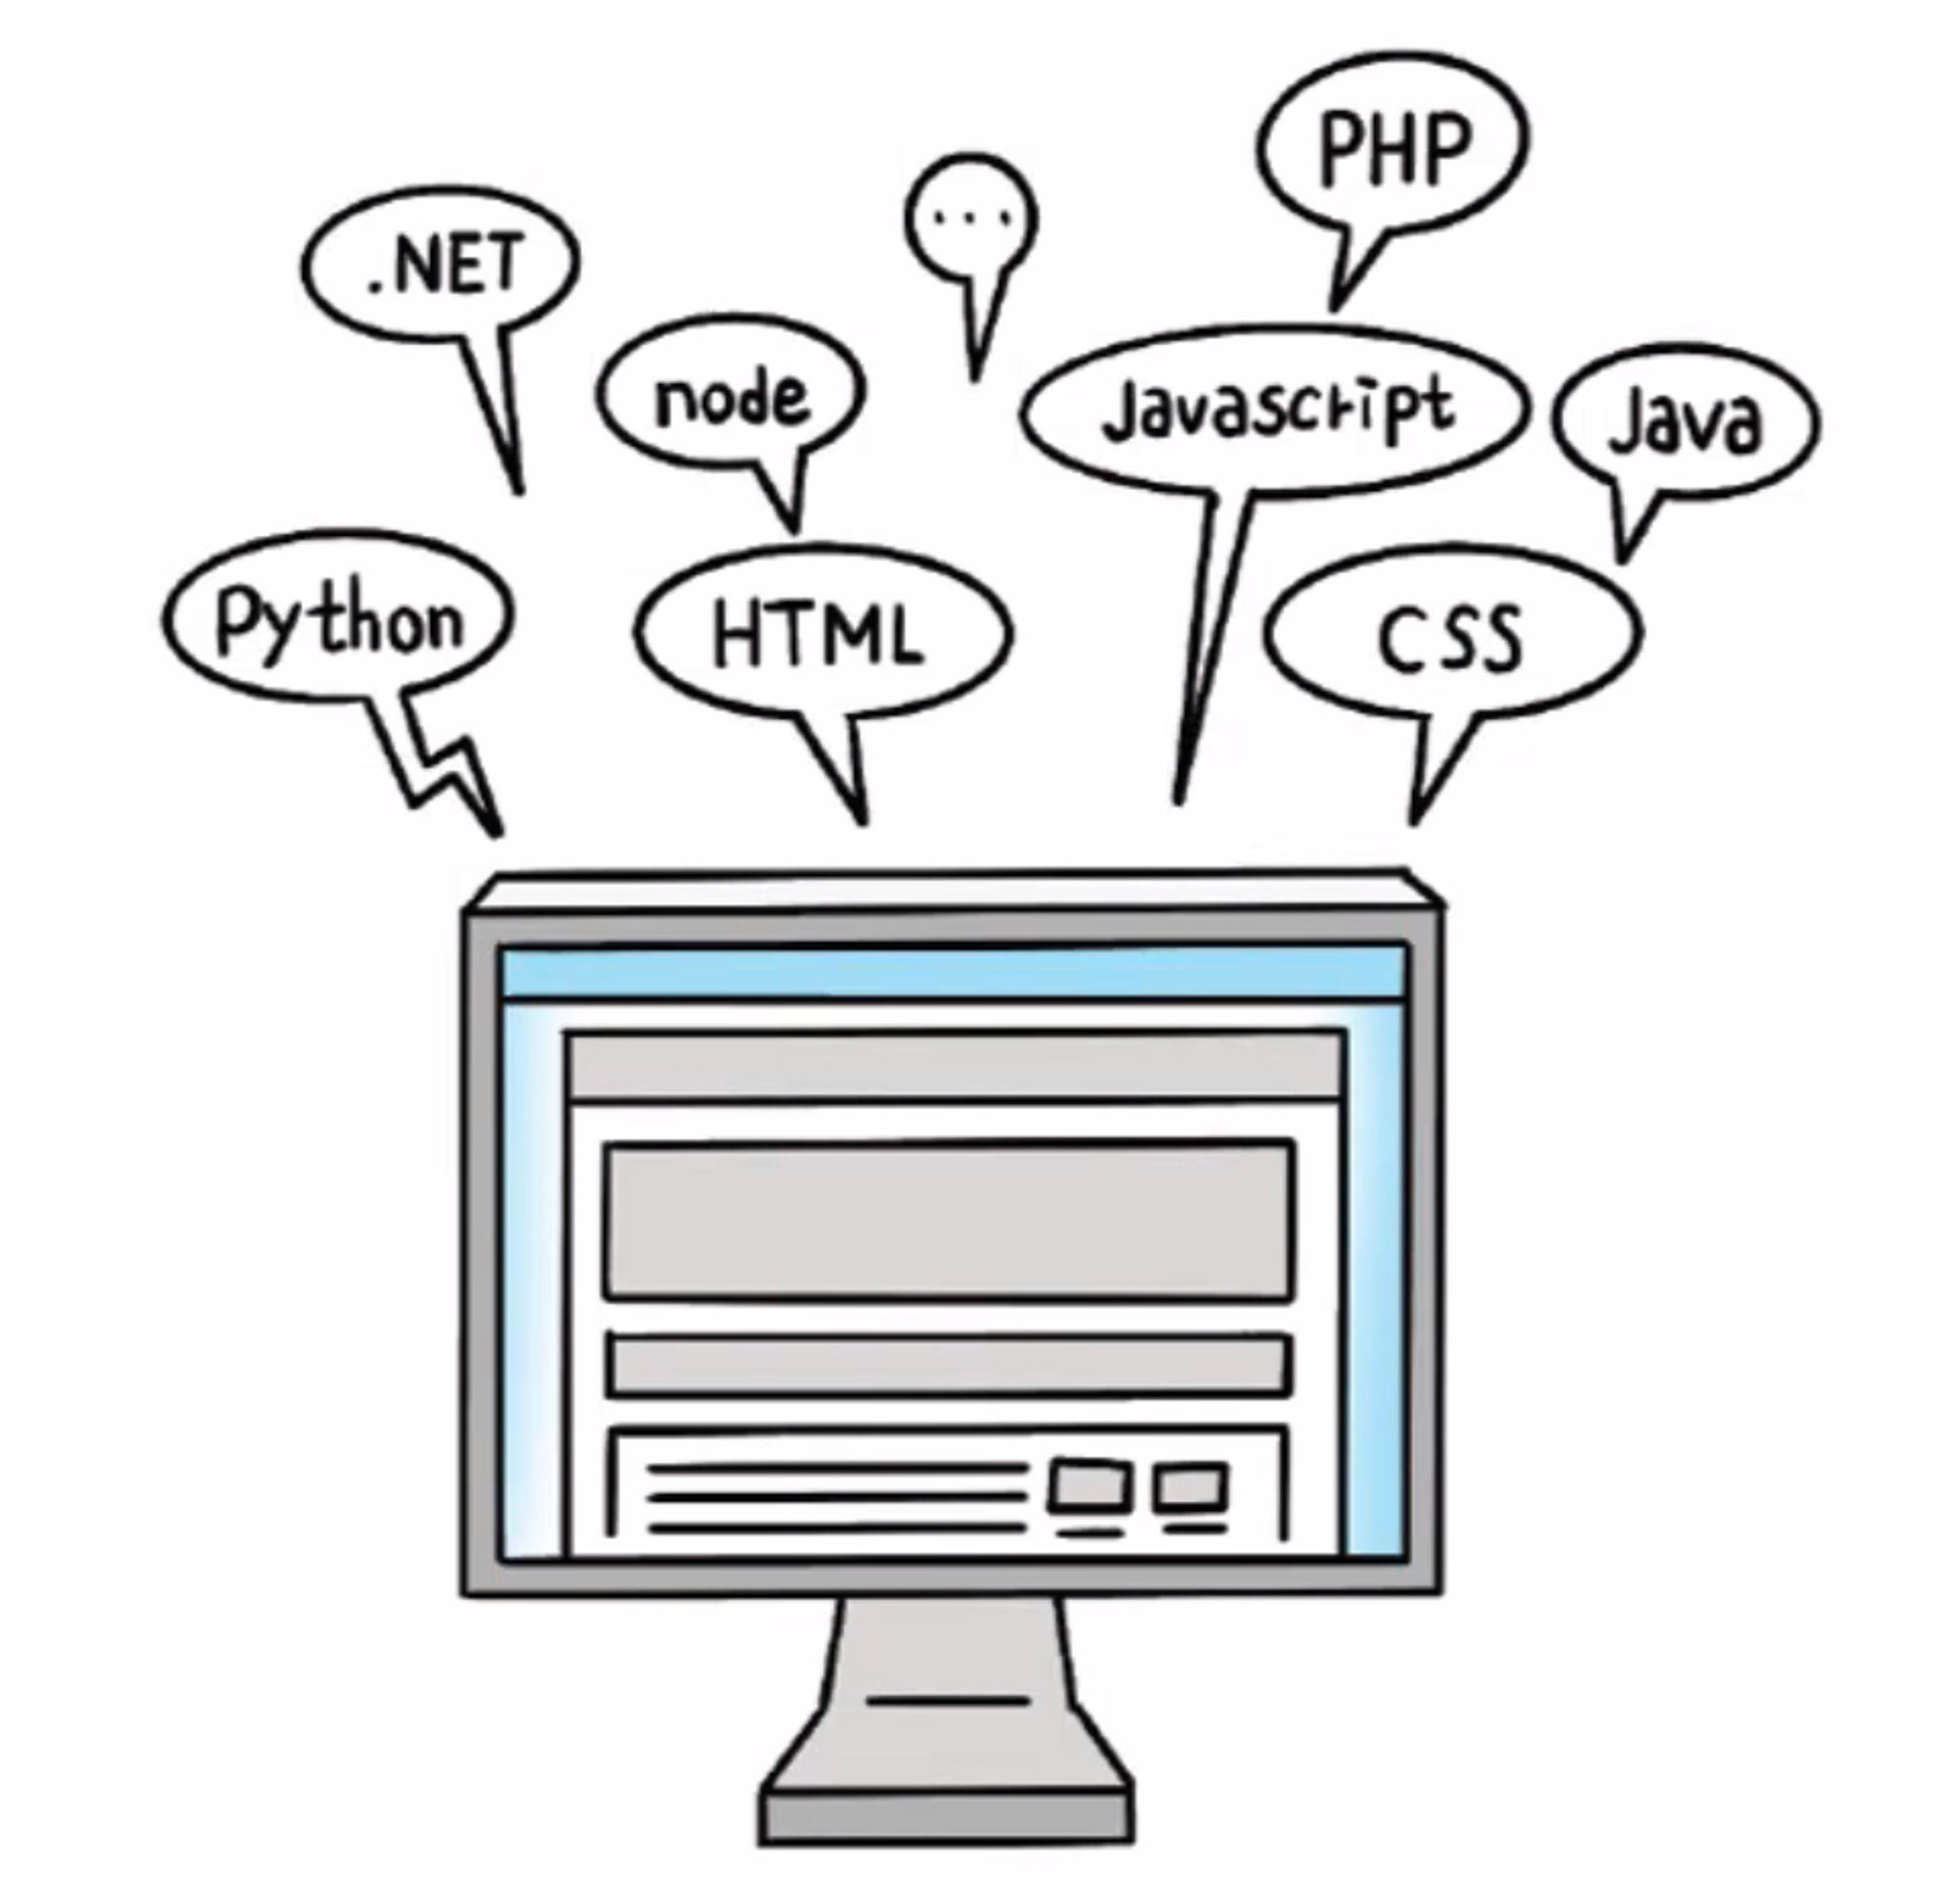 PHP
...
.NET
node
Javascript
Java
Python
HTML
CSS